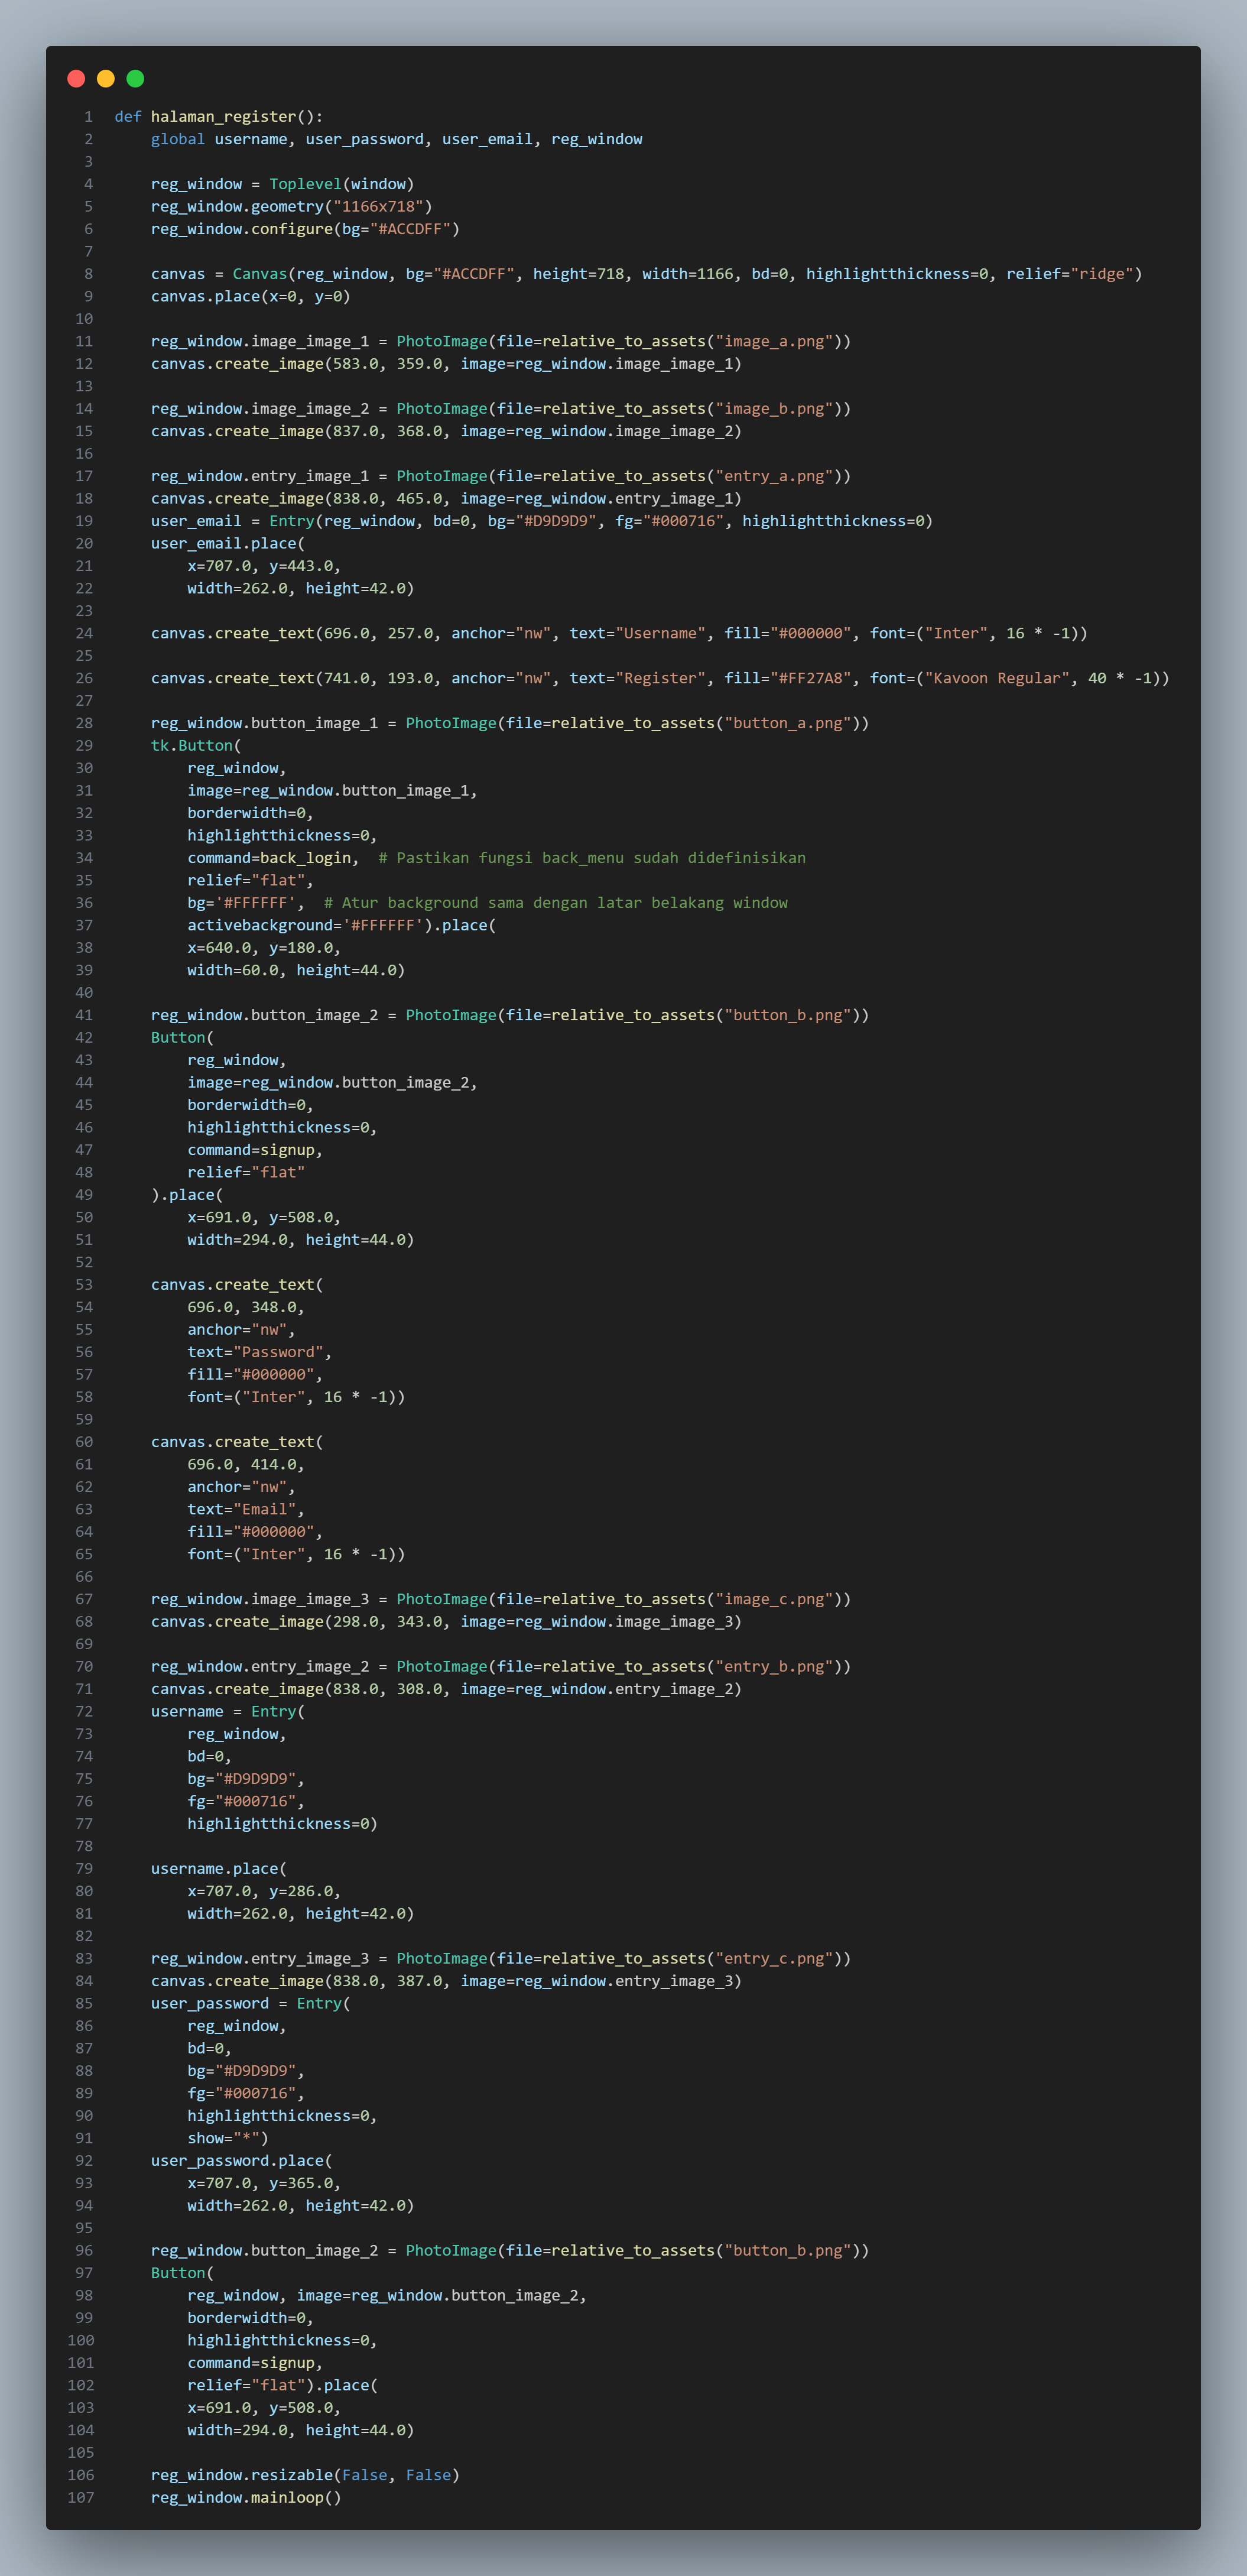 1 def halaman_register():
2     global username, user_password, user_email, reg_window
3
4     reg_window = Toplevel(window)
5     reg_window.geometry("1166x718")
6     reg_window.configure(bg="#ACCDFF")
7
8     canvas = Canvas(reg_window, bg="#ACCDFF", height=718, width=1166, bd=0, highlightthickness=0, relief="ridge")
9     canvas.place(x=0, y=0)
10
11     reg_window.image_image_1 = PhotoImage(file=relative_to_assets("image_a.png"))
12     canvas.create_image(583.0, 359.0, image=reg_window.image_image_1)
13
14     reg_window.image_image_2 = PhotoImage(file=relative_to_assets("image_b.png"))
15     canvas.create_image(837.0, 368.0, image=reg_window.image_image_2)
16
17     reg_window.entry_image_1 = PhotoImage(file=relative_to_assets("entry_a.png"))
18     canvas.create_image(838.0, 465.0, image=reg_window.entry_image_1)
19     user_email = Entry(reg_window, bd=0, bg="#D9D9D9", fg="#000716", highlightthickness=0)
20     user_email.place(
21         x=707.0, y=443.0,
22         width=262.0, height=42.0)
23
24     canvas.create_text(696.0, 257.0, anchor="nw", text="Username", fill="#000000", font=("Inter", 16 * -1))
25
26     canvas.create_text(741.0, 193.0, anchor="nw", text="Register", fill="#FF27A8", font=("Kavoon Regular", 40 * -1))
27
28     reg_window.button_image_1 = PhotoImage(file=relative_to_assets("button_a.png"))
29     tk.Button(
30         reg_window,
31         image=reg_window.button_image_1,
32         borderwidth=0,
33         highlightthickness=0,
34         command=back_login,  # Pastikan fungsi back_menu sudah didefinisikan
35         relief="flat",
36         bg='#FFFFFF',  # Atur background sama dengan latar belakang window
37         activebackground='#FFFFFF').place(
38         x=640.0, y=180.0,
39         width=60.0, height=44.0)
40
41     reg_window.button_image_2 = PhotoImage(file=relative_to_assets("button_b.png"))
42     Button(
43         reg_window,
44         image=reg_window.button_image_2,
45         borderwidth=0,
46         highlightthickness=0,
47         command=signup,
48         relief="flat"
49     ).place(
50         x=691.0, y=508.0,
51         width=294.0, height=44.0)
52
53     canvas.create_text(
54         696.0, 348.0,
55         anchor="nw",
56         text="Password",
57         fill="#000000",
58         font=("Inter", 16 * -1))
59
60     canvas.create_text(
61         696.0, 414.0,
62         anchor="nw",
63         text="Email",
64         fill="#000000",
65         font=("Inter", 16 * -1))
66
67     reg_window.image_image_3 = PhotoImage(file=relative_to_assets("image_c.png"))
68     canvas.create_image(298.0, 343.0, image=reg_window.image_image_3)
69
70     reg_window.entry_image_2 = PhotoImage(file=relative_to_assets("entry_b.png"))
71     canvas.create_image(838.0, 308.0, image=reg_window.entry_image_2)
72     username = Entry(
73         reg_window,
74         bd=0,
75         bg="#D9D9D9",
76         fg="#000716",
77         highlightthickness=0)
78
79     username.place(
80         x=707.0, y=286.0,
81         width=262.0, height=42.0)
82
83     reg_window.entry_image_3 = PhotoImage(file=relative_to_assets("entry_c.png"))
84     canvas.create_image(838.0, 387.0, image=reg_window.entry_image_3)
85     user_password = Entry(
86         reg_window,
87         bd=0,
88         bg="#D9D9D9",
89         fg="#000716",
90         highlightthickness=0,
91         show="*")
92     user_password.place(
93         x=707.0, y=365.0,
94         width=262.0, height=42.0)
95
96     reg_window.button_image_2 = PhotoImage(file=relative_to_assets("button_b.png"))
97     Button(
98         reg_window, image=reg_window.button_image_2,
99         borderwidth=0,
100         highlightthickness=0,
101         command=signup,
102         relief="flat").place(
103         x=691.0, y=508.0,
104         width=294.0, height=44.0)
105
106     reg_window.resizable(False, False)
107     reg_window.mainloop()